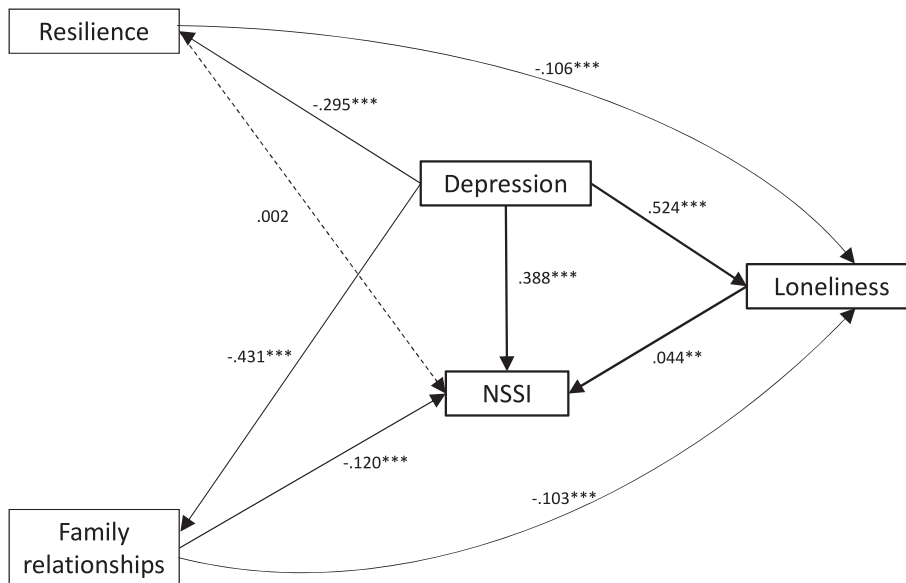 Resilience
-.106***
-.295***
Depression
.524***
.002
.388***
Loneliness
-.431***
.044**
NSSI
-.120***
-.103***
Family
relationships